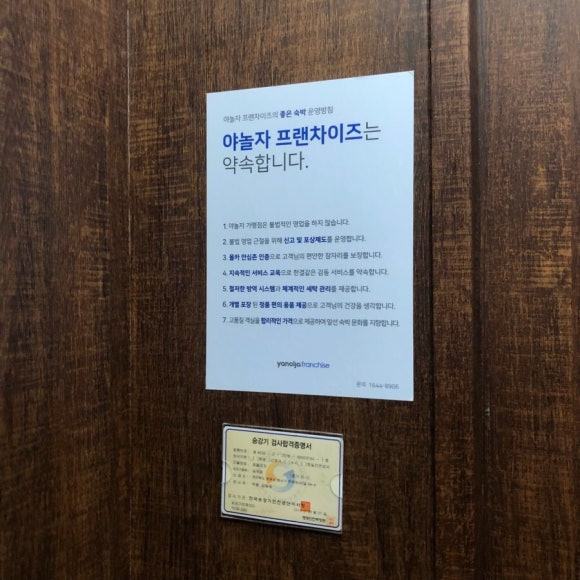 야놀자 프랜차이즈의 좋은 숙박 운영방침
야놀자 프랜차이즈는
약속합니다.
1. 야놀자 가맹점은 불법적인 영업을 하지 않습니다.
2. 불법 영업 근절을 위해 신고 및 포상제도를 운영합니다.
3. 몰카 안심존 인증으로 고객님의 편안한 잠자리를 보장합니다.
4. 지속적인 서비스 교육으로 한결같은 감동 서비스를 약속합니다.
5. 철저한 방역 시스템과 체계적인 세탁 관리를 제공합니다.
6. 개별 포장 된 정품 편의 용품 제공으로 고객님의 건강을 생각합니다.
7. 고품질 객실을 합리적인 가격으로 제공하여 앞선 숙박 문화를 지향합니다.
yanolja franchise
문의 1644-8906
승강기 검사합격증명서